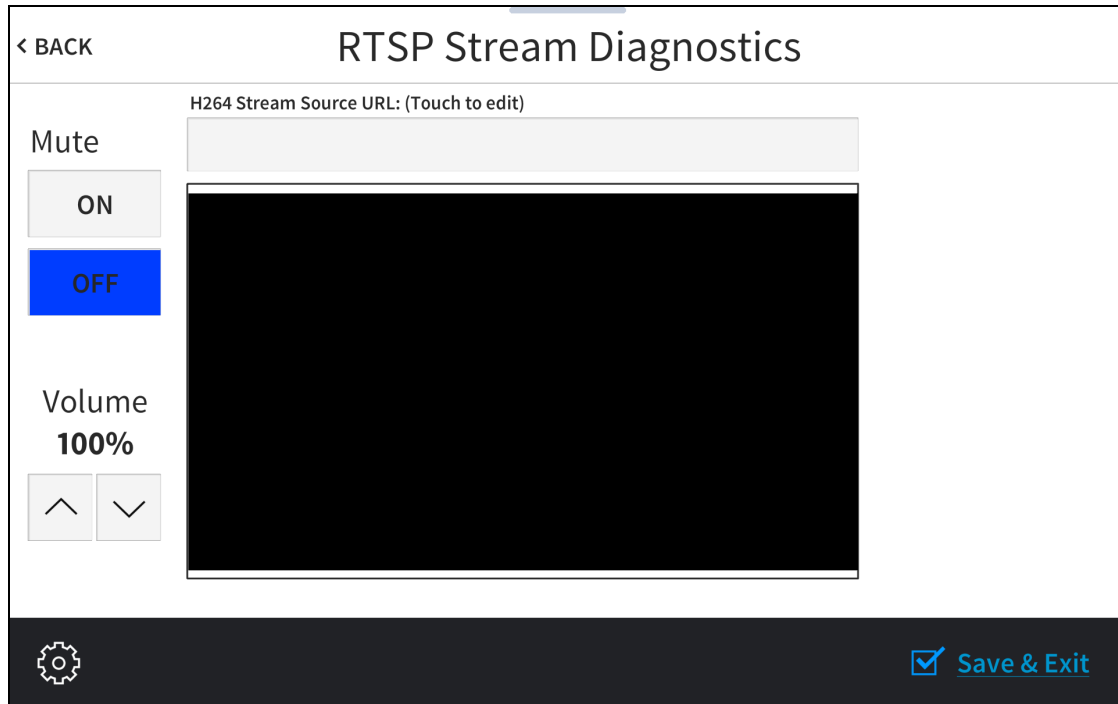 < BACK
RTSP Stream Diagnostics
H264 Stream Source URL: (Touch to edit)
Mute
ON
OFF
Volume
100%
Save & Exit